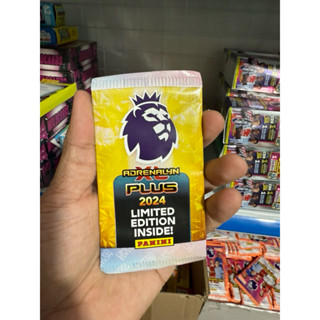 ADRENALYN
XL
PLUS
2024
LIMITED
EDITION
INSIDE!
PANINI